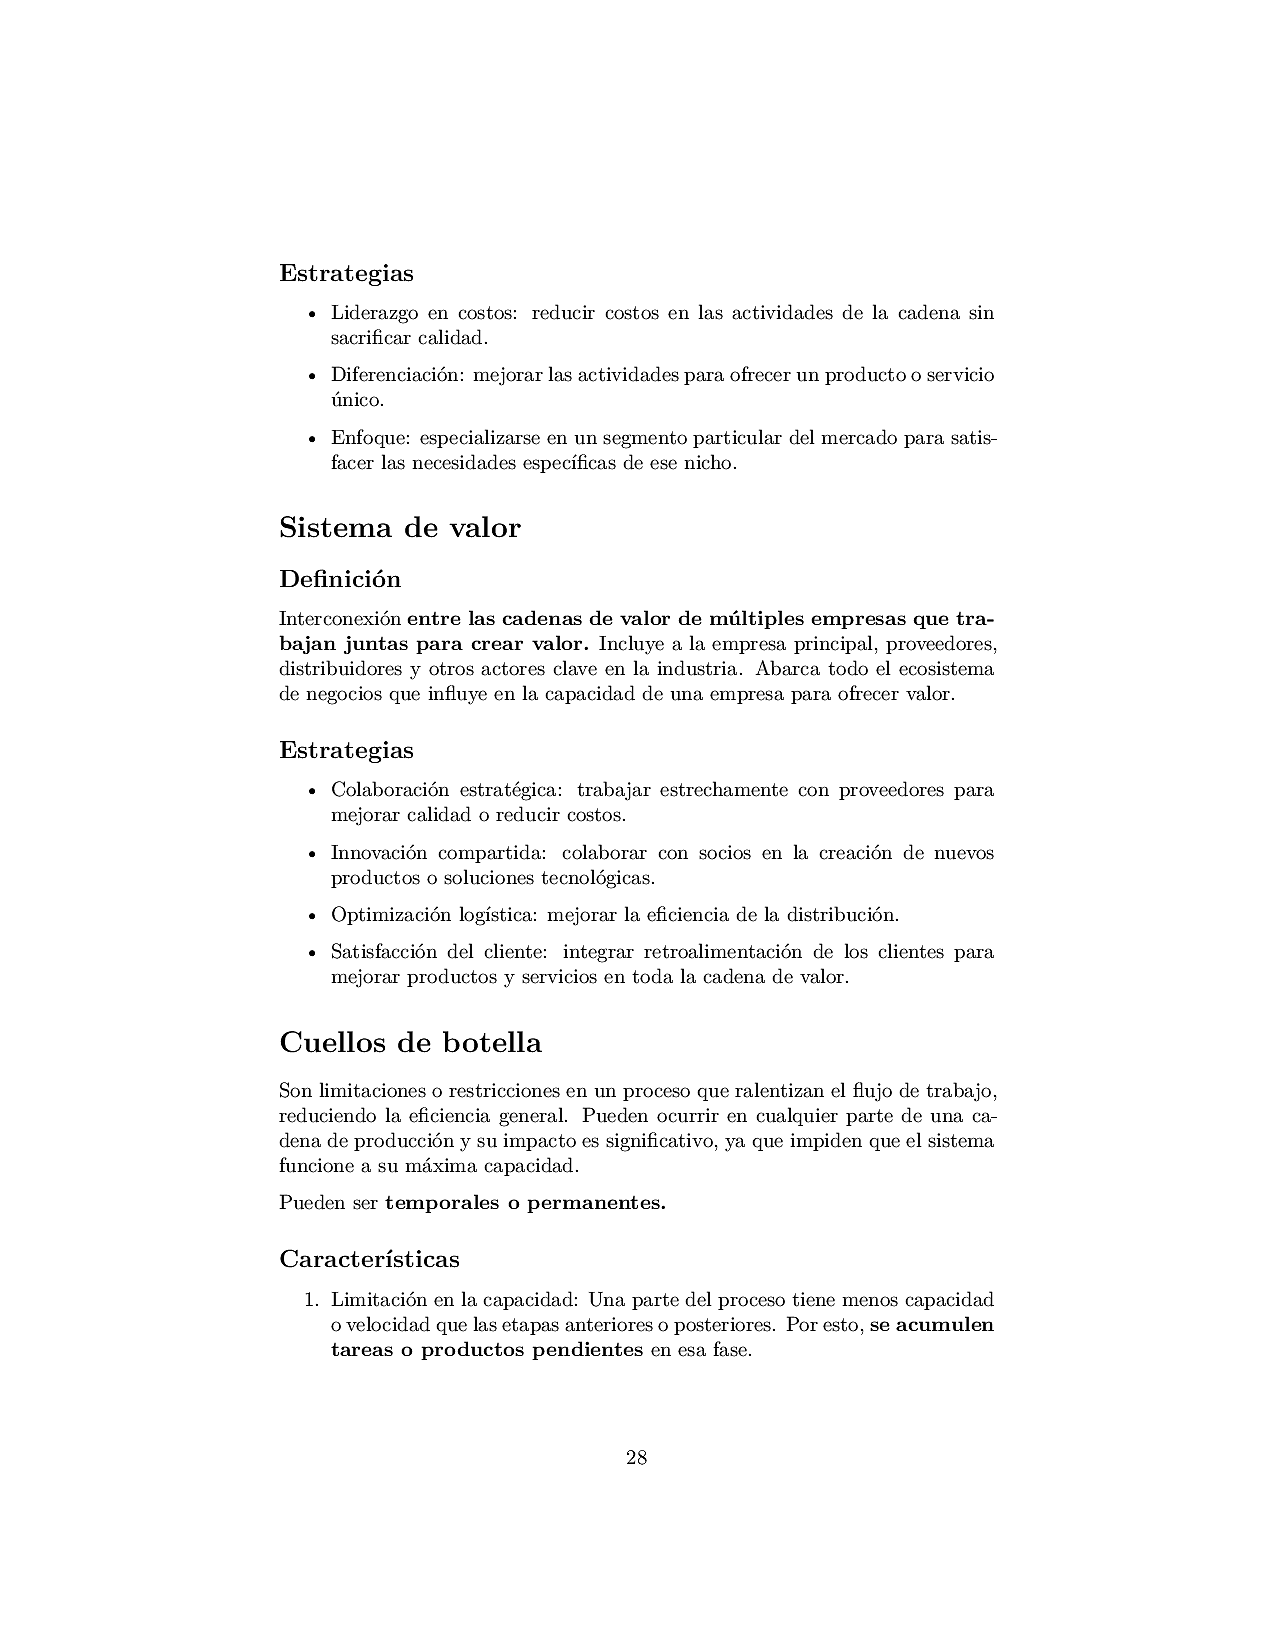 Estrategias
• Liderazgo en costos: reducir costos en las actividades de la cadena sin
sacrificar calidad.
• Diferenciación: mejorar las actividades para ofrecer un producto o servicio
único.
• Enfoque: especializarse en un segmento particular del mercado para satis-
facer las necesidades específicas de ese nicho.
Sistema de valor
Definición
Interconexión entre las cadenas de valor de múltiples empresas que tra-
bajan juntas para crear valor. Incluye a la empresa principal, proveedores,
distribuidores y otros actores clave en la industria. Abarca todo el ecosistema
de negocios que influye en la capacidad de una empresa para ofrecer valor.
Estrategias
• Colaboración estratégica: trabajar estrechamente con proveedores para
mejorar calidad o reducir costos.
• Innovación compartida: colaborar con socios en la creación de nuevos
productos o soluciones tecnológicas.
• Optimización logística: mejorar la eficiencia de la distribución.
• Satisfacción del cliente: integrar retroalimentación de los clientes para
mejorar productos y servicios en toda la cadena de valor.
Cuellos de botella
Son limitaciones o restricciones en un proceso que ralentizan el flujo de trabajo,
reduciendo la eficiencia general. Pueden ocurrir en cualquier parte de una ca-
dena de producción y su impacto es significativo, ya que impiden que el sistema
funcione a su máxima capacidad.
Pueden ser temporales o permanentes.
Características
1. Limitación en la capacidad: Una parte del proceso tiene menos capacidad
o velocidad que las etapas anteriores o posteriores. Por esto, se acumulen
tareas o productos pendientes en esa fase.
28